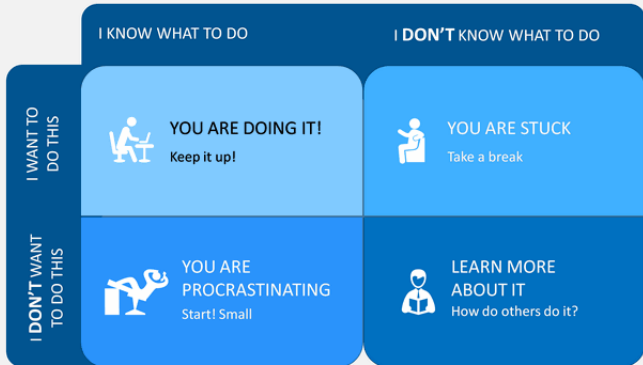 I KNOW WHAT TO DO
I DON'T KNOW WHAT TO DO
I WANT TO
DO THIS
YOU ARE DOING IT!
Keep it up!
YOU ARE STUCK
Take a break
I DON'T WANT
TO DO THIS
YOU ARE
PROCRASTINATING
Start! Small
LEARN MORE
ABOUT IT
How do others do it?